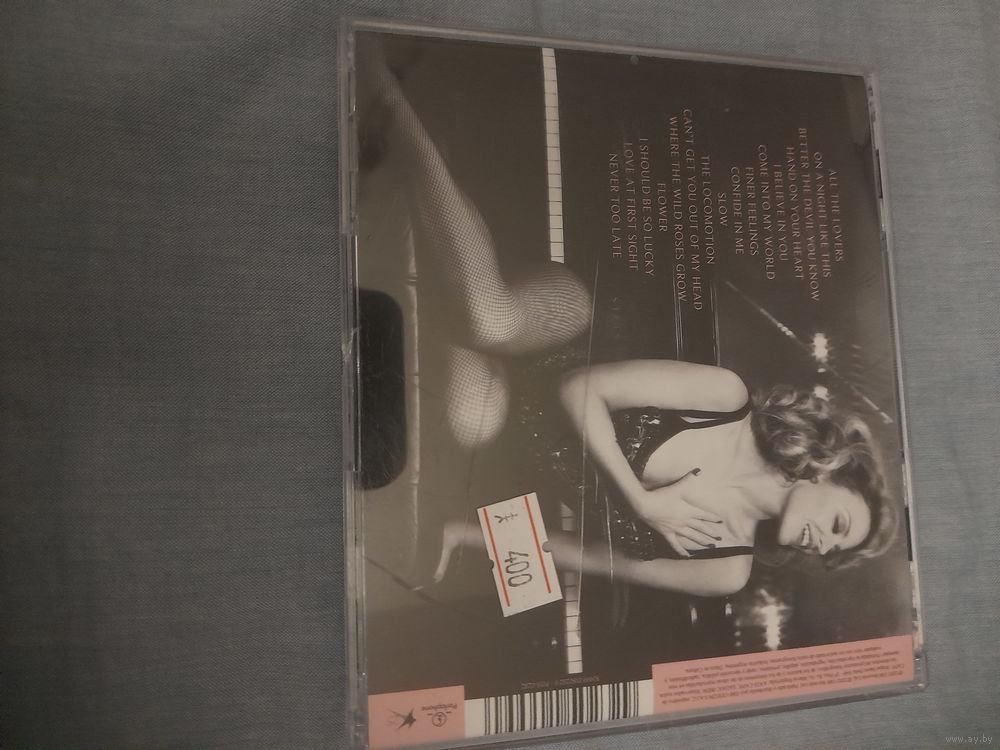 ALL THE LOVERS
ON A NIGHT LIKE THIS
BETTER THE DEVIL YOU KNOW
HAND ON YOUR HEART
I BELIEVE IN YOU
COME INTO MY WORLD
FINER FEELINGS
CONFIDE IN ME
SLOW
THE LOCOMOTION
CAN'T GET YOU OUT OF MY HEAD
WHERE THE WILD ROSES GROW
FLOWER
I SHOULD BE SO LUCKY
LOVE AT FIRST SIGHT
NEVER TOO LATE
¥ 400
Parlophone
www.ay.by